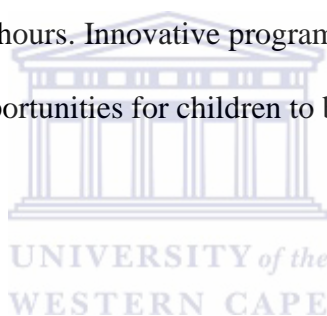 hours. Innovative program
portunities for children to b
UNIVERSITY of the
WESTERN CAPE